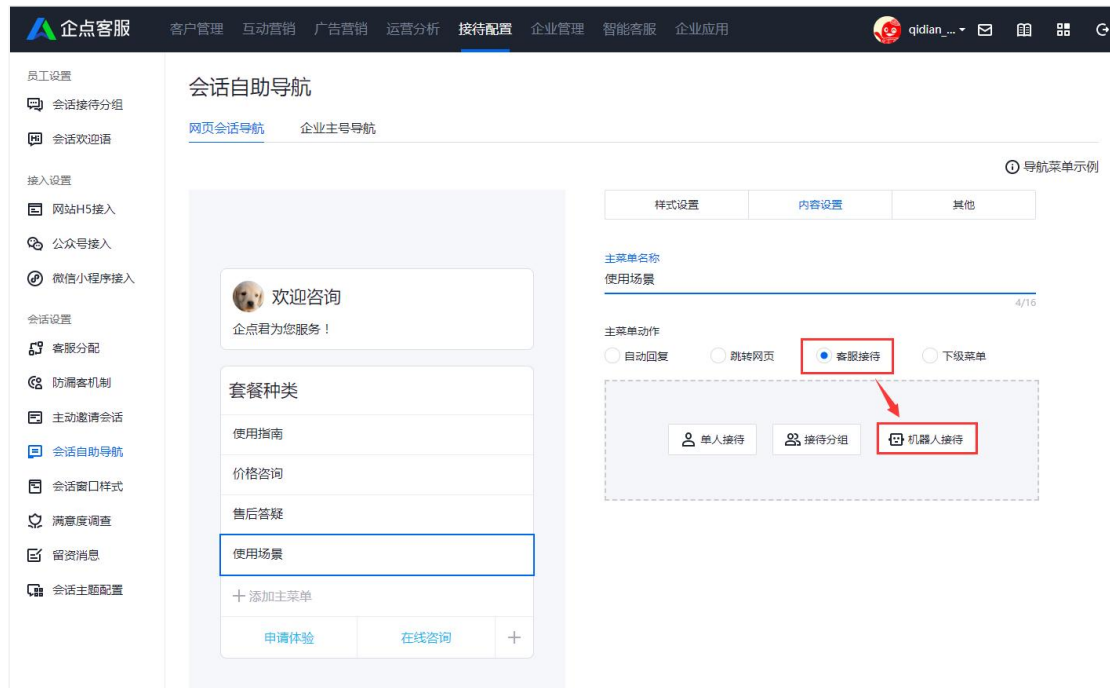 企点客服
客户管理 互动营销 广告营销 运营分析 接待配置 企业管理 智能客服 企业应用
qidian_...
员工设置
会话接待分组
会话欢迎语
接入设置
网站H5接入
公众号接入
微信小程序接入
会话设置
客服分配
防漏客机制
主动邀请会话
会话自助导航
会话窗口样式
满意度调查
留资消息
会话主题配置
会话自助导航
网页会话导航 企业主号导航
导航菜单示例
欢迎咨询
企点君为您服务！
套餐种类
使用指南
价格咨询
售后答疑
使用场景
添加主菜单
申请体验 在线咨询
样式设置 内容设置 其他
主菜单名称
使用场景
4/16
主菜单动作
自动回复 跳转网页 客服接待 下级菜单
单人接待 接待分组 机器人接待